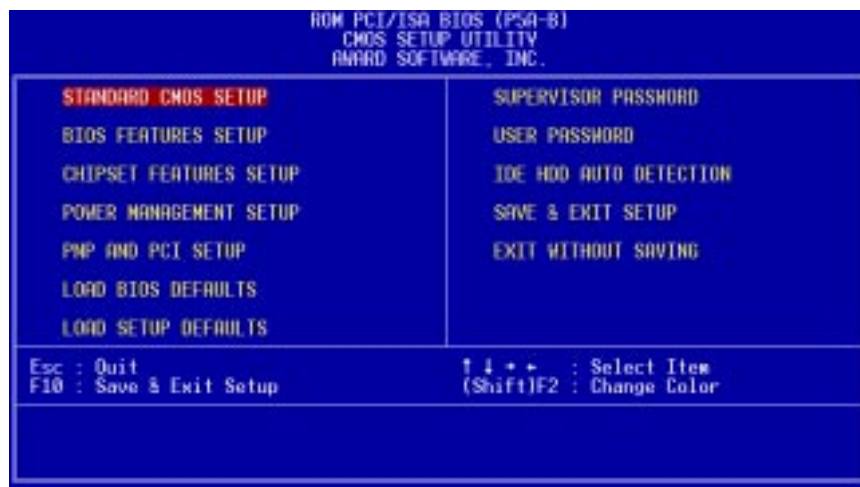 ROM PCI/ISA BIOS (P5A-B)
CMOS SETUP UTILITY
AWARD SOFTWARE, INC.
STANDARD CMOS SETUP
BIOS FEATURES SETUP
CHIPSET FEATURES SETUP
POWER MANAGEMENT SETUP
PNP AND PCI SETUP
LOAD BIOS DEFAULTS
LOAD SETUP DEFAULTS
SUPERVISOR PASSWORD
USER PASSWORD
IDE HDD AUTO DETECTION
SAVE & EXIT SETUP
EXIT WITHOUT SAVING
Esc : Quit
F10 : Save & Exit Setup
↑ ↓ → ← : Select Item
(Shift)F2 : Change Color